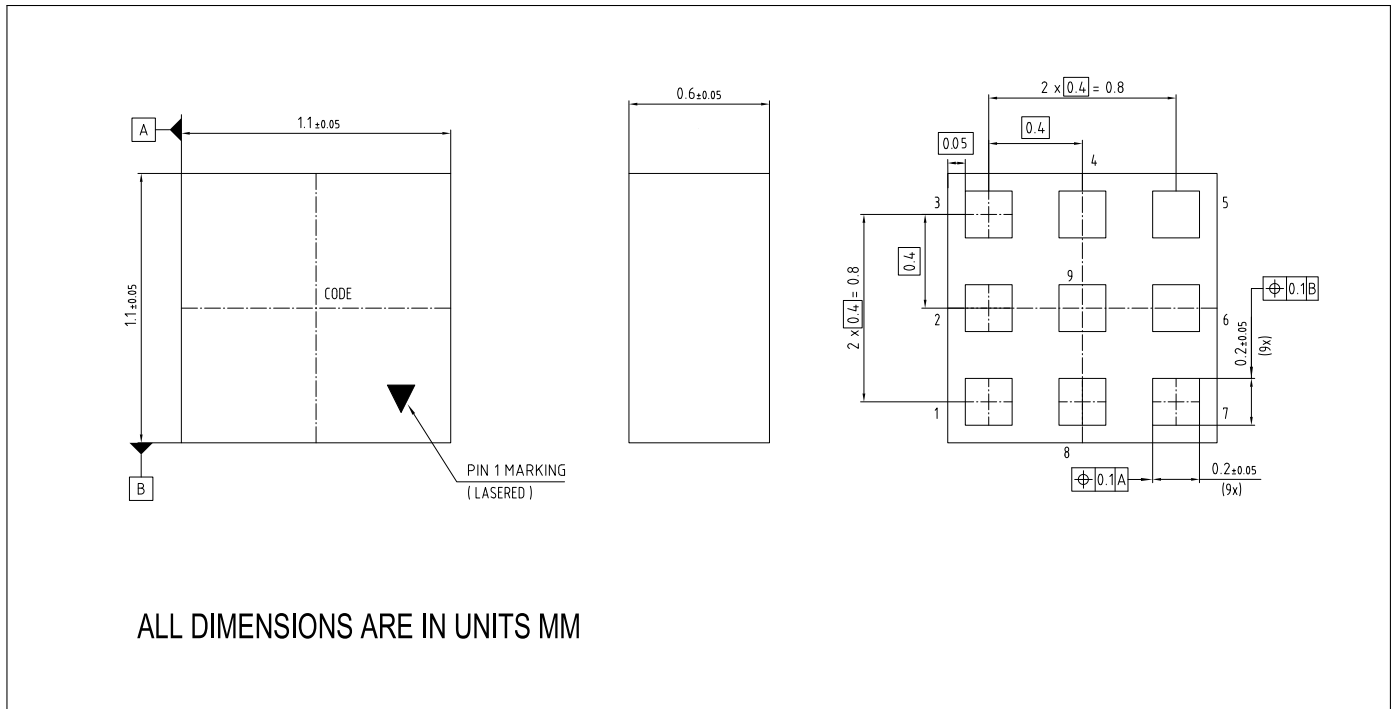 A
1.1±0.05
1.1±0.05
CODE
PIN 1 MARKING
( LASERED )
B
0.6±0.05
2 x 0.4 = 0.8
0.4
0.05
4
3
5
0.4
2 x 0.4 = 0.8
9
2
6
0.1 B
0.2±0.05
(9x)
1
7
8
0.1 A
0.2±0.05
(9x)
ALL DIMENSIONS ARE IN UNITS MM